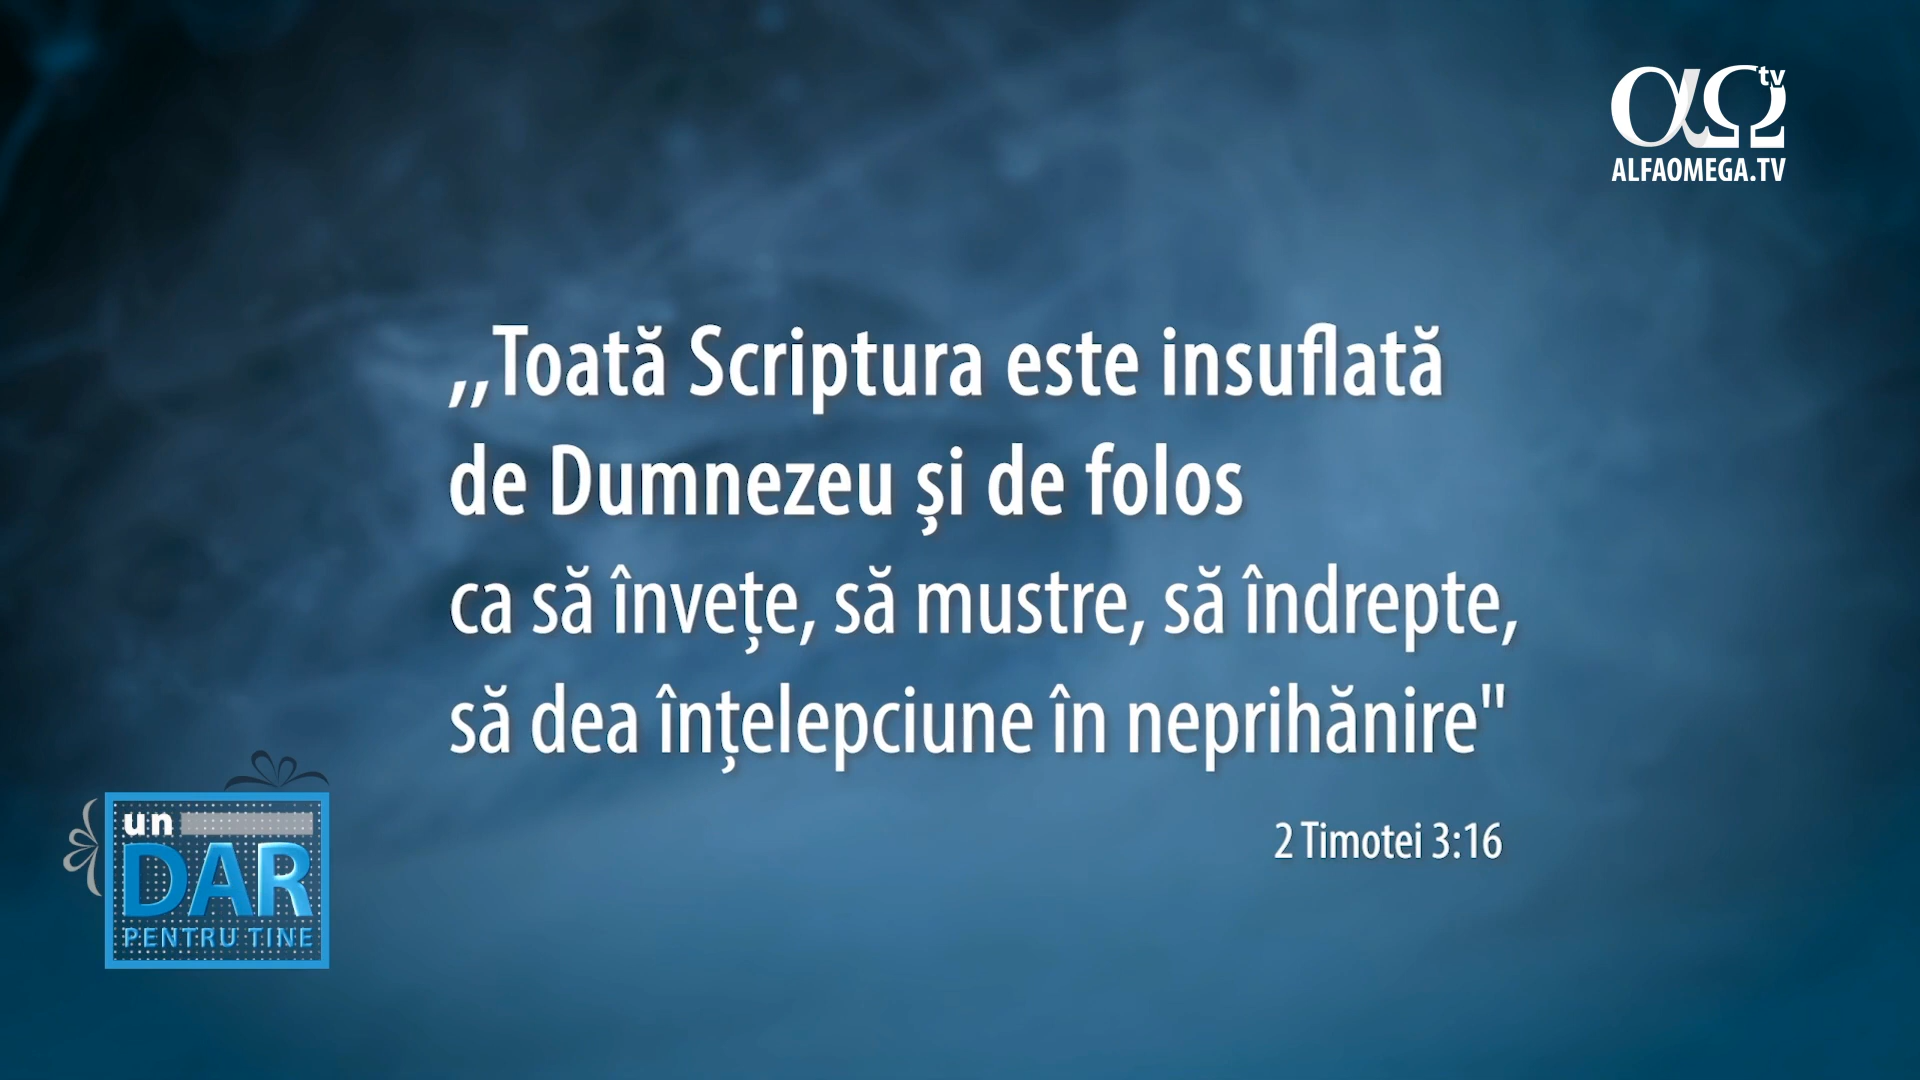 tv
ALFAOMEGA.TV
,,Toată Scriptura este insuflată
de Dumnezeu și de folos
ca să învețe, să mustre, să îndrepte,
să dea înțelepciune în neprihănire"
2 Timotei 3:16
un
DAR
PENTRU TINE